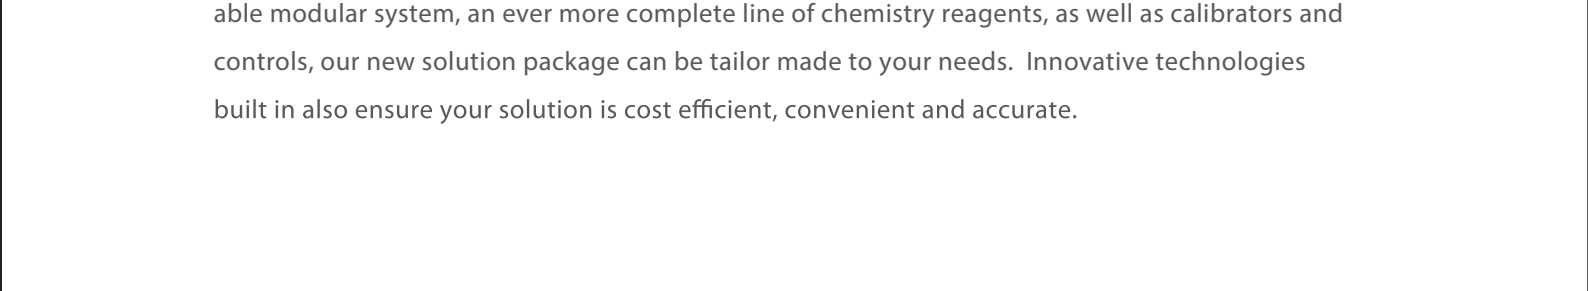 able modular system, an ever more complete line of chemistry reagents, as well as calibrators and
controls, our new solution package can be tailor made to your needs.  Innovative technologies
built in also ensure your solution is cost efficient, convenient and accurate.